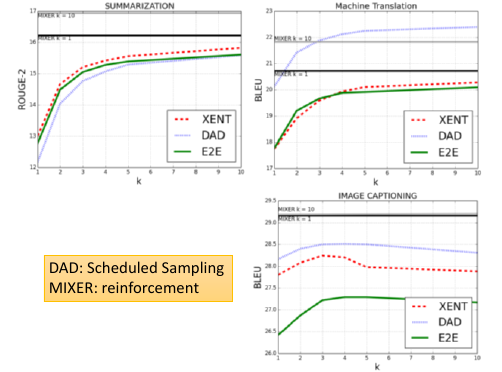 SUMMARIZATION
17
16
15
14
13
12
MIXER k = 10
MIXER k = 1
ROUGE-2
XENT
DAD
E2E
1 2 3 4 5 6 7 8 9 10
k
Machine Translation
23
22
21
20
19
18
17
MIXER k = 10
MIXER k = 1
BLEU
XENT
DAD
E2E
1 2 3 4 5 6 7 8 9 10
k
IMAGE CAPTIONING
29.5
29.0
28.5
28.0
27.5
27.0
26.5
26.0
MIXER k = 10
MIXER k = 1
BLEU
XENT
DAD
E2E
1 2 3 4 5 6 7 8 9 10
k
DAD: Scheduled Sampling
MIXER: reinforcement